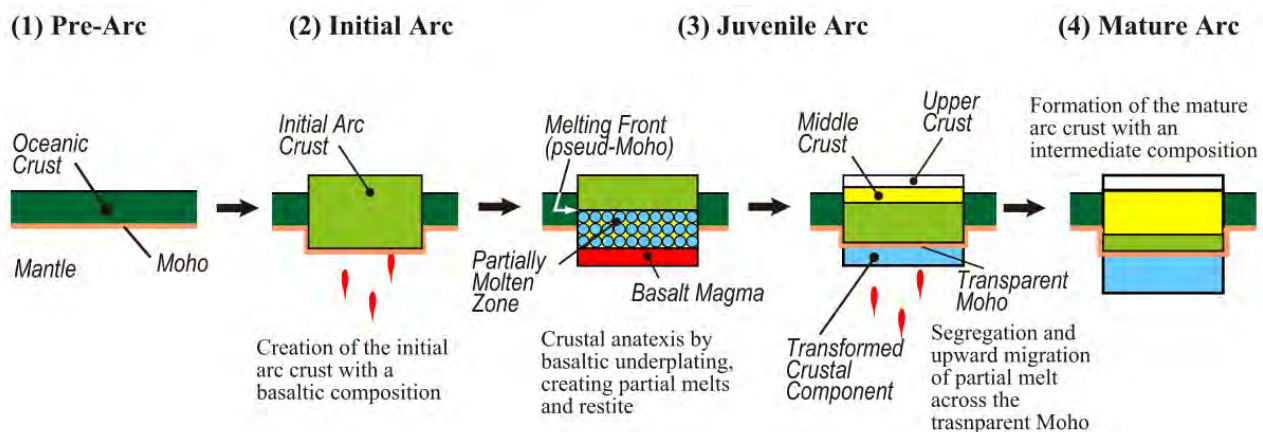 (1) Pre-Arc
(2) Initial Arc
(3) Juvenile Arc
(4) Mature Arc
Oceanic
Crust
Mantle
Moho
Initial Arc
Crust
Creation of the initial
arc crust with a
basaltic composition
Melting Front
(pseud-Moho)
Partially
Molten
Zone
Basalt Magma
Crustal anatexis by
basaltic underplating,
creating partial melts
and restite
Middle
Crust
Upper
Crust
Transparent
Moho
Transformed
Crustal
Component
Segregation and
upward migration
of partial melt
across the
trasnparent Moho
Formation of the mature
arc crust with an
intermediate composition